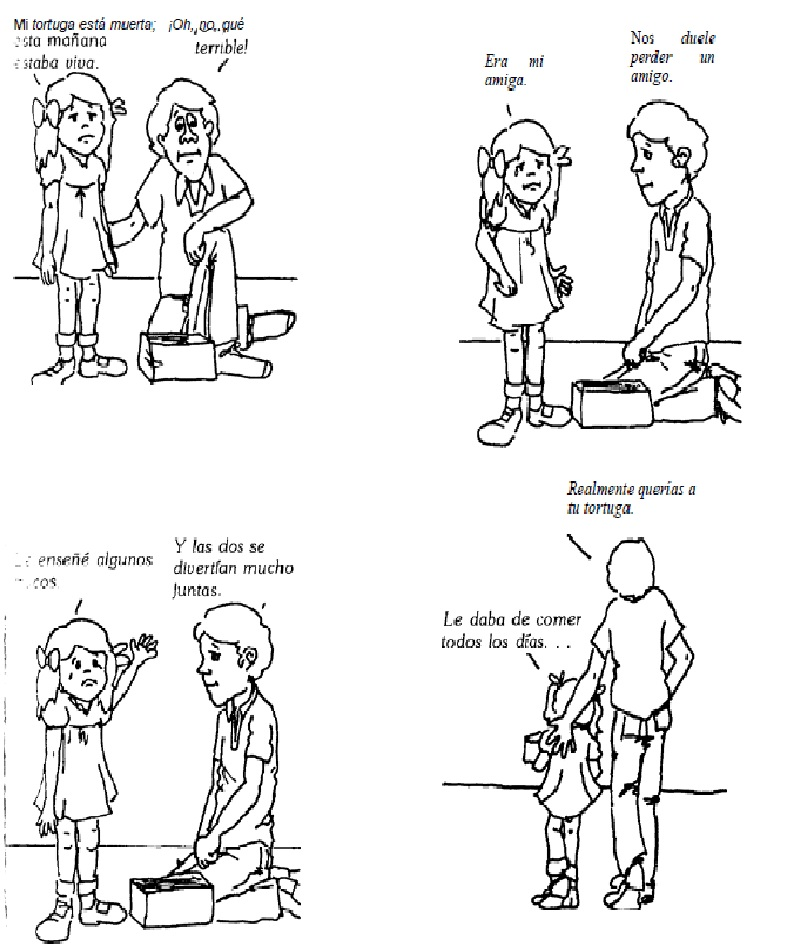 Mi tortuga está muerta;
esta mañana
estaba viva.
¡Oh, no, qué
terrible!
Era mi
amiga.
Nos duele
perder un
amigo.
enseñé algunos
Y las dos se
divertían mucho
juntas.
Realmente querías a
tu tortuga.
Le daba de comer
todos los días. . .